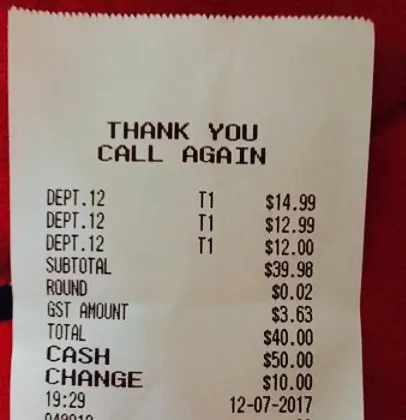 THANK YOU
CALL AGAIN
DEPT.12 T1 $14.99
DEPT.12 T1 $12.99
DEPT.12 T1 $12.00
SUBTOTAL $39.98
ROUND $0.02
GST AMOUNT $3.63
TOTAL $40.00
CASH $50.00
CHANGE $10.00
19:29 12-07-2017